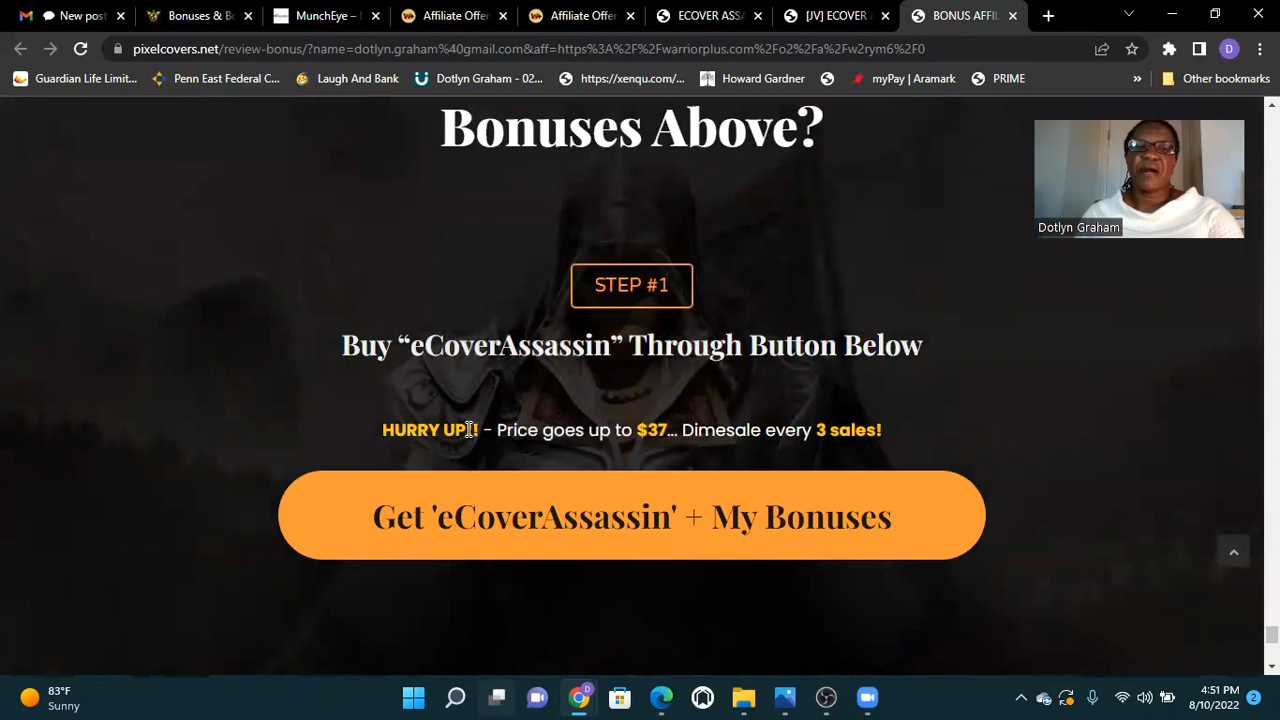 New post
Bonuses & B
MunchEye –
Affiliate Offer
Affiliate Offer
ECOVER ASSA
[JV] ECOVER A
BONUS AFFIL
pixelcovers.net/review-bonus/?name=dotlyn.graham%40gmail.com&aff=https%3A%2F%2Fwarriorplus.com%2Fo2%2Fa%2Fw2rym6%2F0
D
Guardian Life Limit...
Penn East Federal C...
Laugh And Bank
Dotlyn Graham - 02...
https://xenqu.com/...
Howard Gardner
myPay | Aramark
PRIME
»
Other bookmarks
Bonuses Above?
Dotlyn Graham
STEP #1
Buy “eCoverAssassin” Through Button Below
HURRY UP!! - Price goes up to $37... Dimesale every 3 sales!
Get 'eCoverAssassin' + My Bonuses
83°F
Sunny
4:51 PM
8/10/2022
2